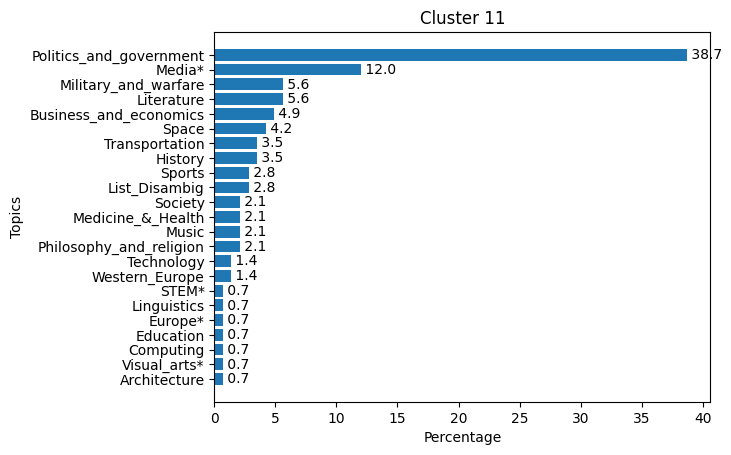 Cluster 11
Politics_and_government 38.7
Media* 12.0
Military_and_warfare 5.6
Literature 5.6
Business_and_economics 4.9
Space 4.2
Transportation 3.5
History 3.5
Sports 2.8
List_Disambig 2.8
Society 2.1
Medicine_&_Health 2.1
Music 2.1
Philosophy_and_religion 2.1
Technology 1.4
Western_Europe 1.4
STEM* 0.7
Linguistics 0.7
Europe* 0.7
Education 0.7
Computing 0.7
Visual_arts* 0.7
Architecture 0.7
Topics
0 5 10 15 20 25 30 35 40
Percentage